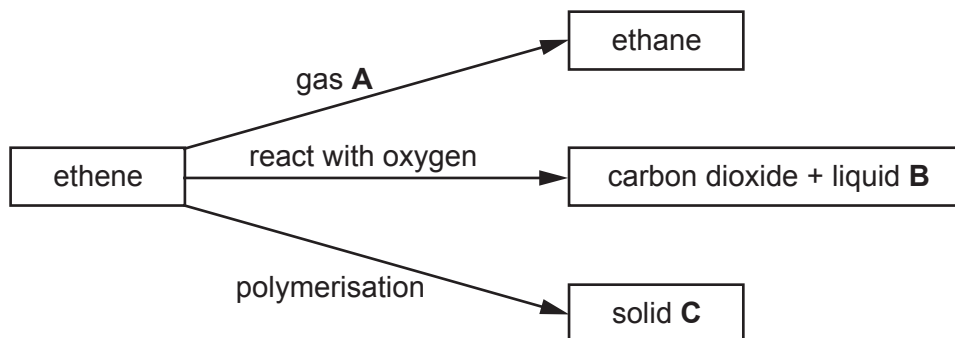 ethane
gas A
react with oxygen
ethene
carbon dioxide + liquid B
polymerisation
solid C